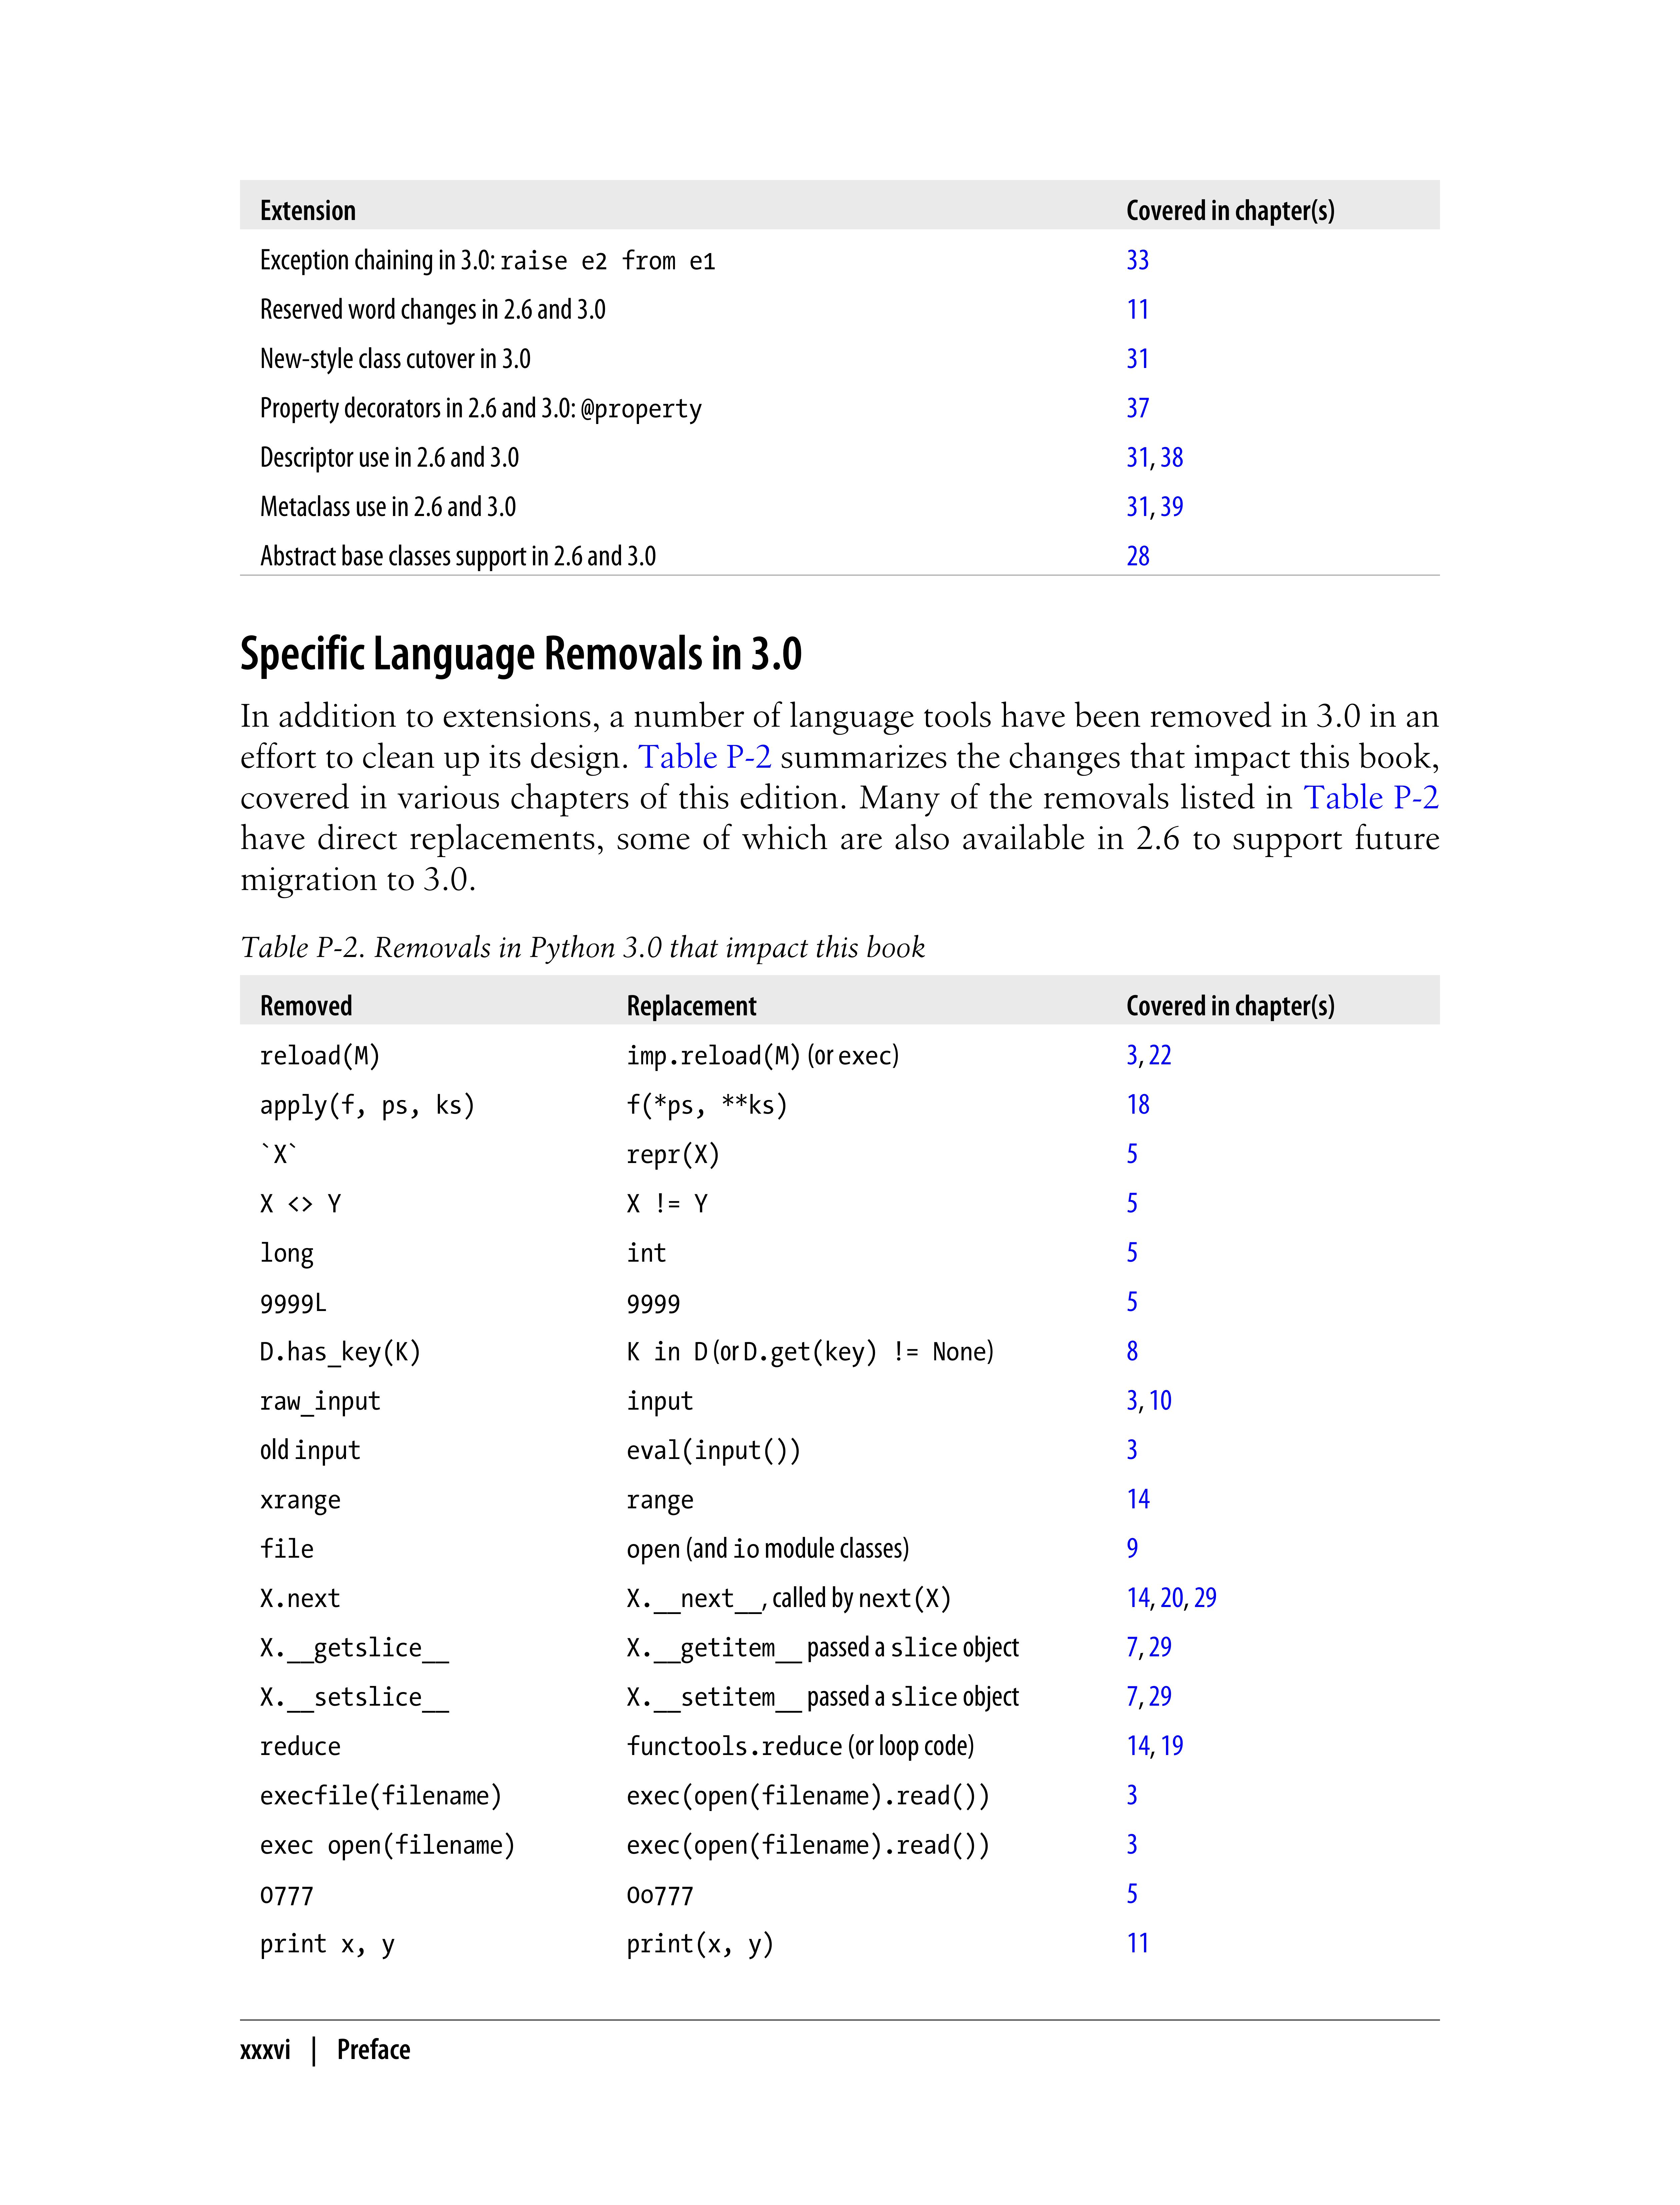 Extension Covered in chapter(s)
Exception chaining in 3.0: raise e2 from e1 33
Reserved word changes in 2.6 and 3.0 11
New-style class cutover in 3.0 31
Property decorators in 2.6 and 3.0: @property 37
Descriptor use in 2.6 and 3.0 31, 38
Metaclass use in 2.6 and 3.0 31, 39
Abstract base classes support in 2.6 and 3.0 28
Specific Language Removals in 3.0
In addition to extensions, a number of language tools have been removed in 3.0 in an
effort to clean up its design. Table P-2 summarizes the changes that impact this book,
covered in various chapters of this edition. Many of the removals listed in Table P-2
have direct replacements, some of which are also available in 2.6 to support future
migration to 3.0.
Table P-2. Removals in Python 3.0 that impact this book
Removed Replacement Covered in chapter(s)
reload(M) imp.reload(M) (or exec) 3, 22
apply(f, ps, ks) f(*ps, **ks) 18
`X` repr(X) 5
X <> Y X != Y 5
long int 5
9999L 9999 5
D.has_key(K) K in D (or D.get(key) != None) 8
raw_input input 3, 10
old input eval(input()) 3
xrange range 14
file open (and io module classes) 9
X.next X.__next__, called by next(X) 14, 20, 29
X.__getslice__ X.__getitem__ passed a slice object 7, 29
X.__setslice__ X.__setitem__ passed a slice object 7, 29
reduce functools.reduce (or loop code) 14, 19
execfile(filename) exec(open(filename).read()) 3
exec open(filename) exec(open(filename).read()) 3
0777 0o777 5
print x, y print(x, y) 11
xxxvi | Preface